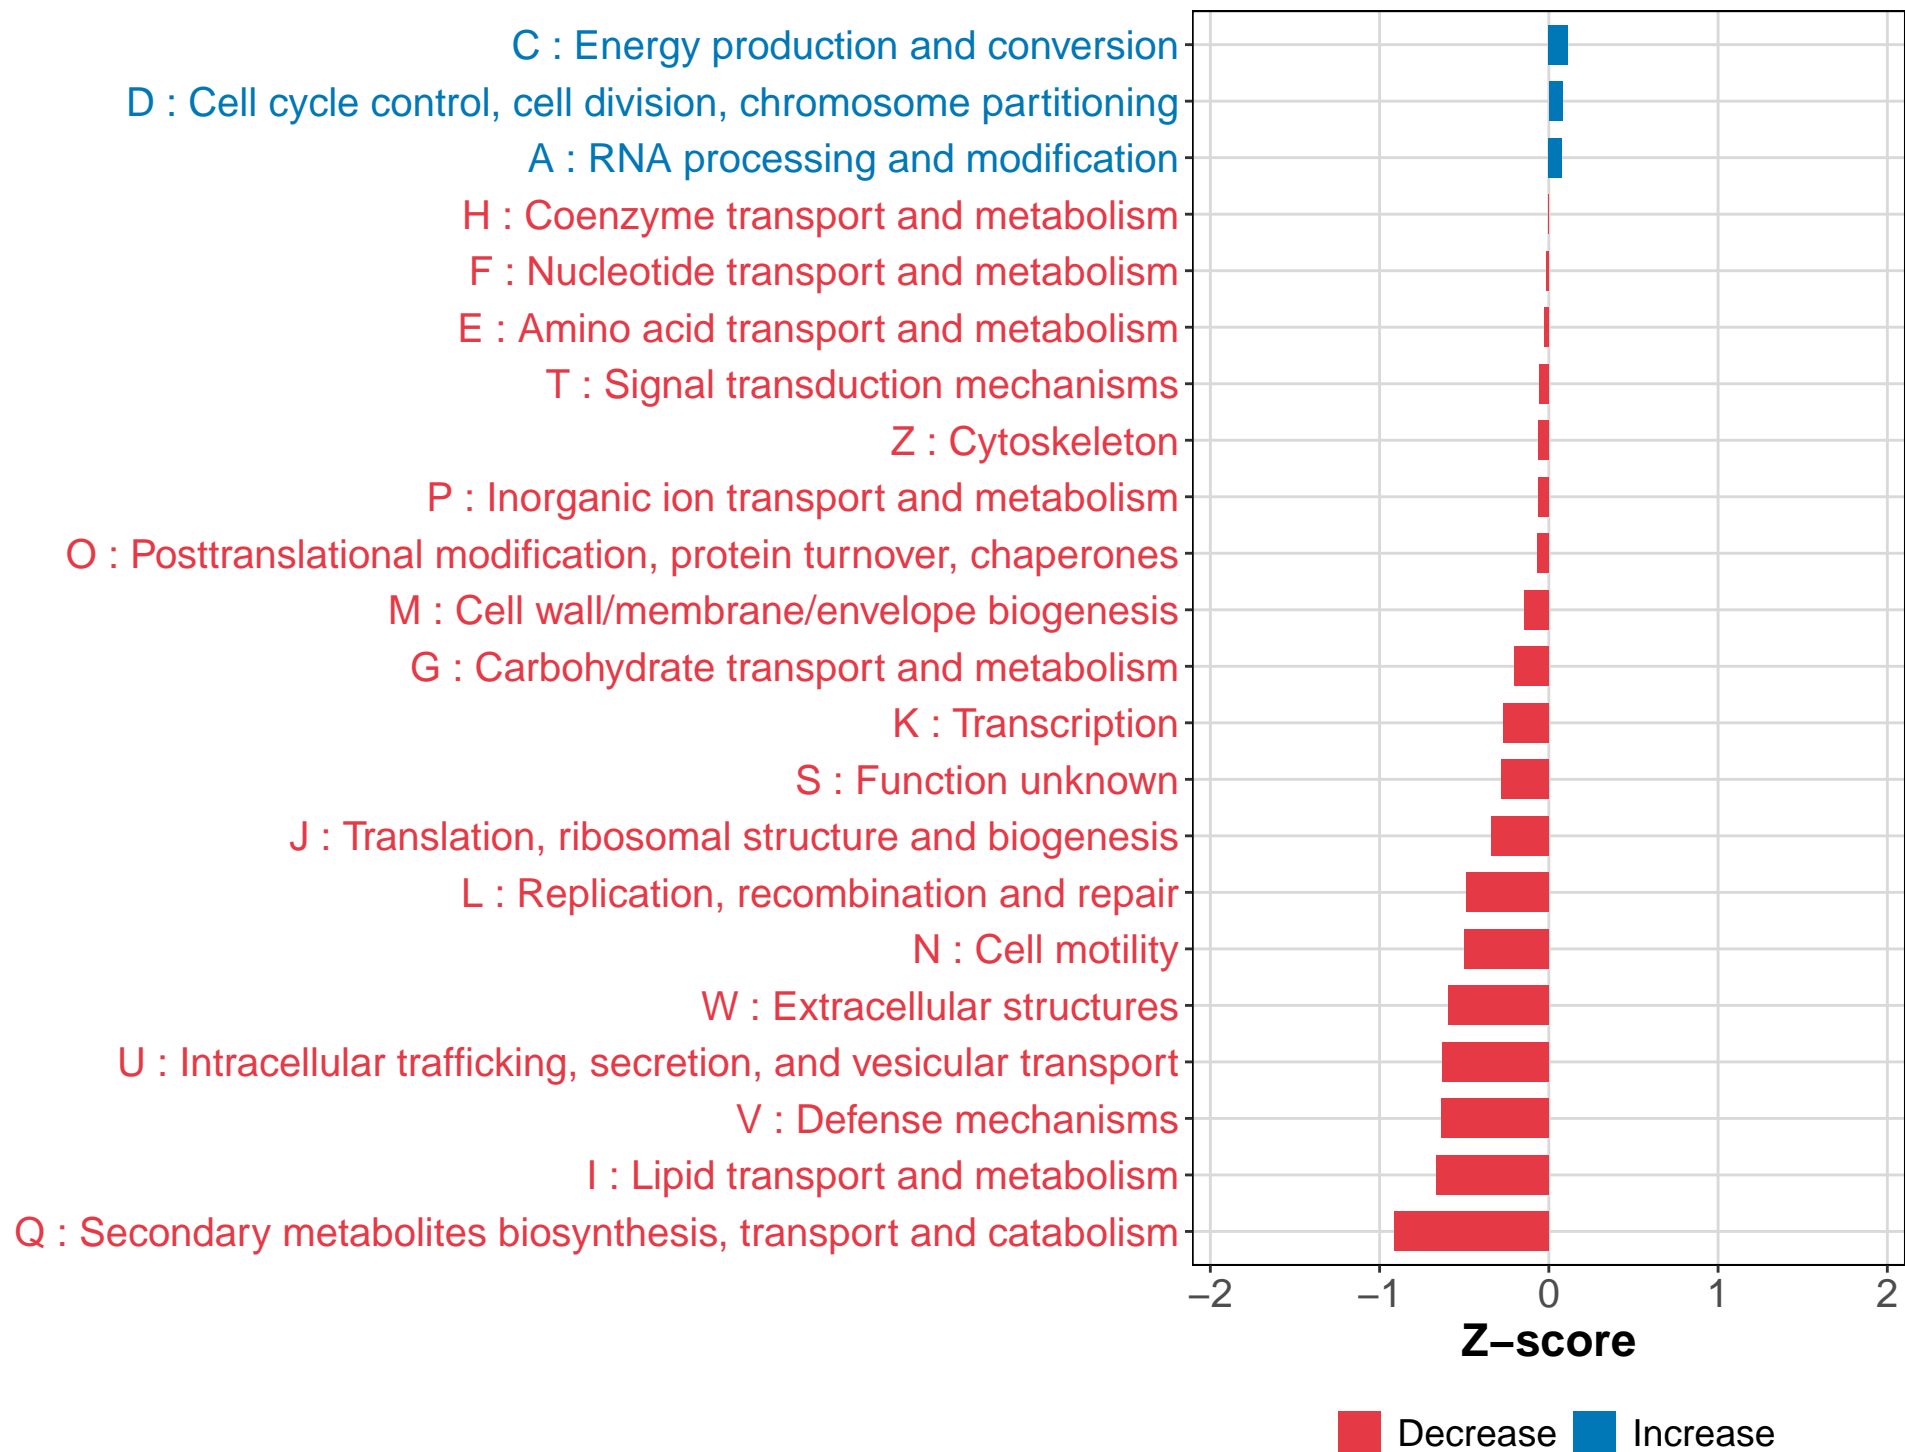 C : Energy production and conversion
D : Cell cycle control, cell division, chromosome partitioning
A : RNA processing and modification
H : Coenzyme transport and metabolism
F : Nucleotide transport and metabolism
E : Amino acid transport and metabolism
T : Signal transduction mechanisms
Z : Cytoskeleton
P : Inorganic ion transport and metabolism
O : Posttranslational modification, protein turnover, chaperones
M : Cell wall/membrane/envelope biogenesis
G : Carbohydrate transport and metabolism
K : Transcription
S : Function unknown
J : Translation, ribosomal structure and biogenesis
L : Replication, recombination and repair
N : Cell motility
W : Extracellular structures
U : Intracellular trafficking, secretion, and vesicular transport
V : Defense mechanisms
I : Lipid transport and metabolism
Q : Secondary metabolites biosynthesis, transport and catabolism
−2 −1 0 1 2
Z−score
Decrease Increase